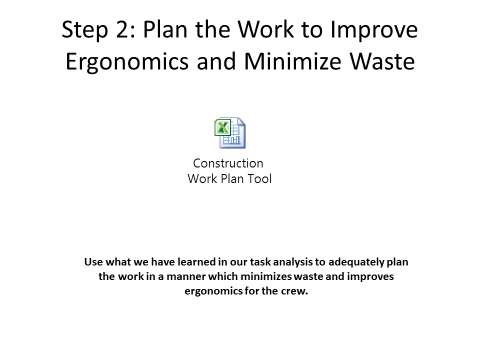 Step 2: Plan the Work to Improve
Ergonomics and Minimize Waste
Construction
Work Plan Tool
Use what we have learned in our task analysis to adequately plan
the work in a manner which minimizes waste and improves
ergonomics for the crew.